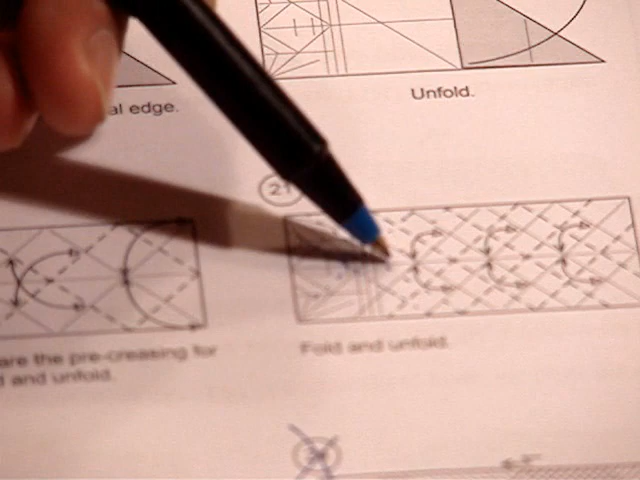 al edge.
Unfold.
21
are the pre-creasing for
d and unfold.
Fold and unfold.